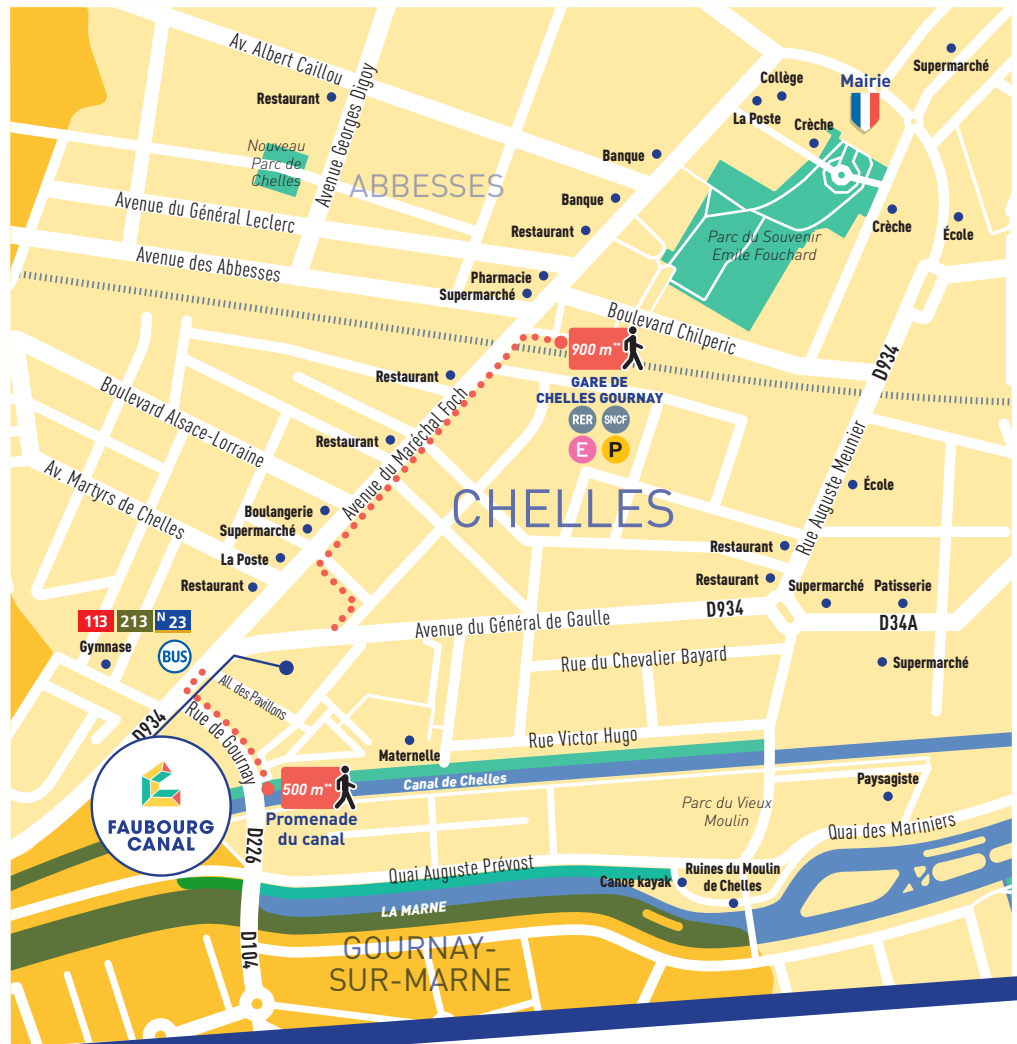 Av. Albert Caillou
Restaurant
Avenue Georges Digoy
Nouveau
Parc de
Chelles
ABBESSES
Avenue du Général Leclerc
Avenue des Abbesses
Supermarché
Collège
Mairie
La Poste
Crèche
Banque
Banque
Restaurant
Parc du Souvenir
Emile Fouchard
Crèche
École
Pharmacie
Supermarché
Boulevard Chilperic
D934
900 m**
GARE DE
CHELLES GOURNAY
RER
SNCF
E
P
Restaurant
Avenue du Maréchal Foch
Restaurant
Boulevard Alsace-Lorraine
Av. Martyrs de Chelles
Boulangerie
Supermarché
La Poste
Restaurant
CHELLES
École
Rue Auguste Meunier
Restaurant
Restaurant
Supermarché
Patisserie
D934
D34A
Supermarché
Avenue du Général de Gaulle
Rue du Chevalier Bayard
Rue Victor Hugo
113
213
N 23
BUS
Gymnase
All. des Pavillons
D934
Rue de Gournay
Maternelle
Canal de Chelles
500 m**
Promenade
du canal
FAUBOURG
CANAL
D226
Parc du Vieux
Moulin
Paysagiste
Quai des Mariniers
Quai Auguste Prévost
Canoe kayak
Ruines du Moulin
de Chelles
LA MARNE
D104
GOURNAY-
SUR-MARNE